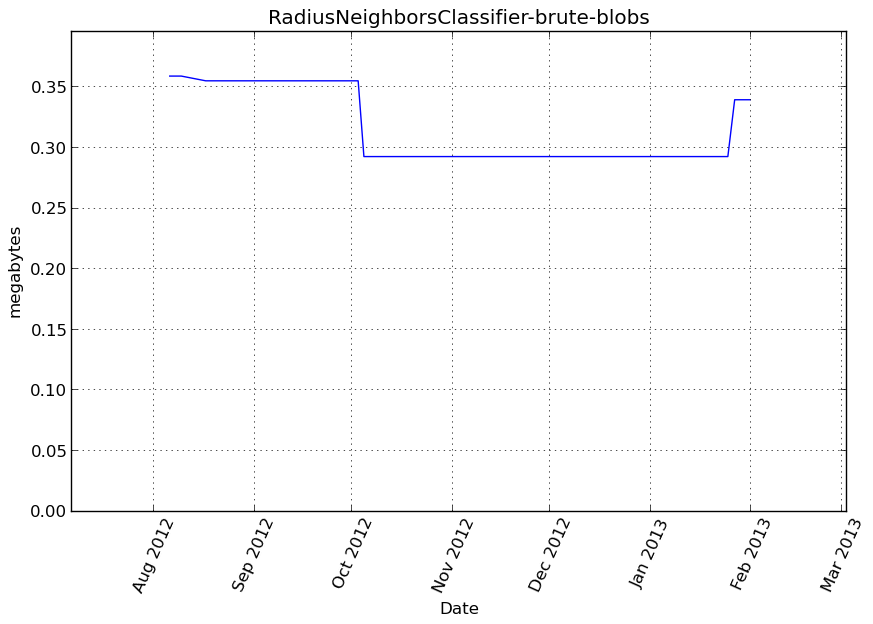 RadiusNeighborsClassifier-brute-blobs
0.35
0.30
0.25
0.20
0.15
0.10
0.05
0.00
megabytes
Aug 2012
Sep 2012
Oct 2012
Nov 2012
Dec 2012
Jan 2013
Feb 2013
Mar 2013
Date